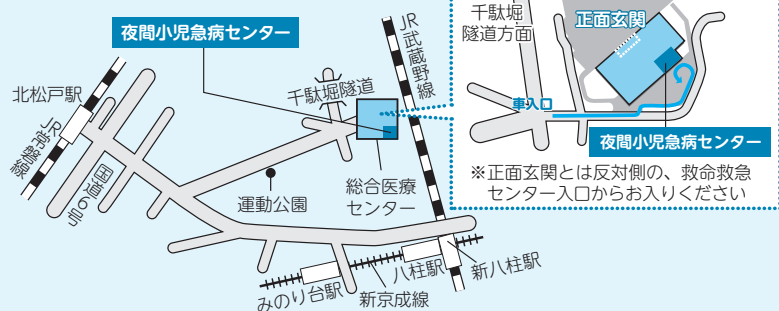 夜間小児急病センター
JR武蔵野線
北松戸駅
千駄堀隧道
JR常磐線
国道6号
運動公園
総合医療
センター
八柱駅
新八柱駅
みのり台駅
新京成線
千駄堀
隧道方面
正面玄関
車入口
夜間小児急病センター
※正面玄関とは反対側の、救命救急
センター入口からお入りください